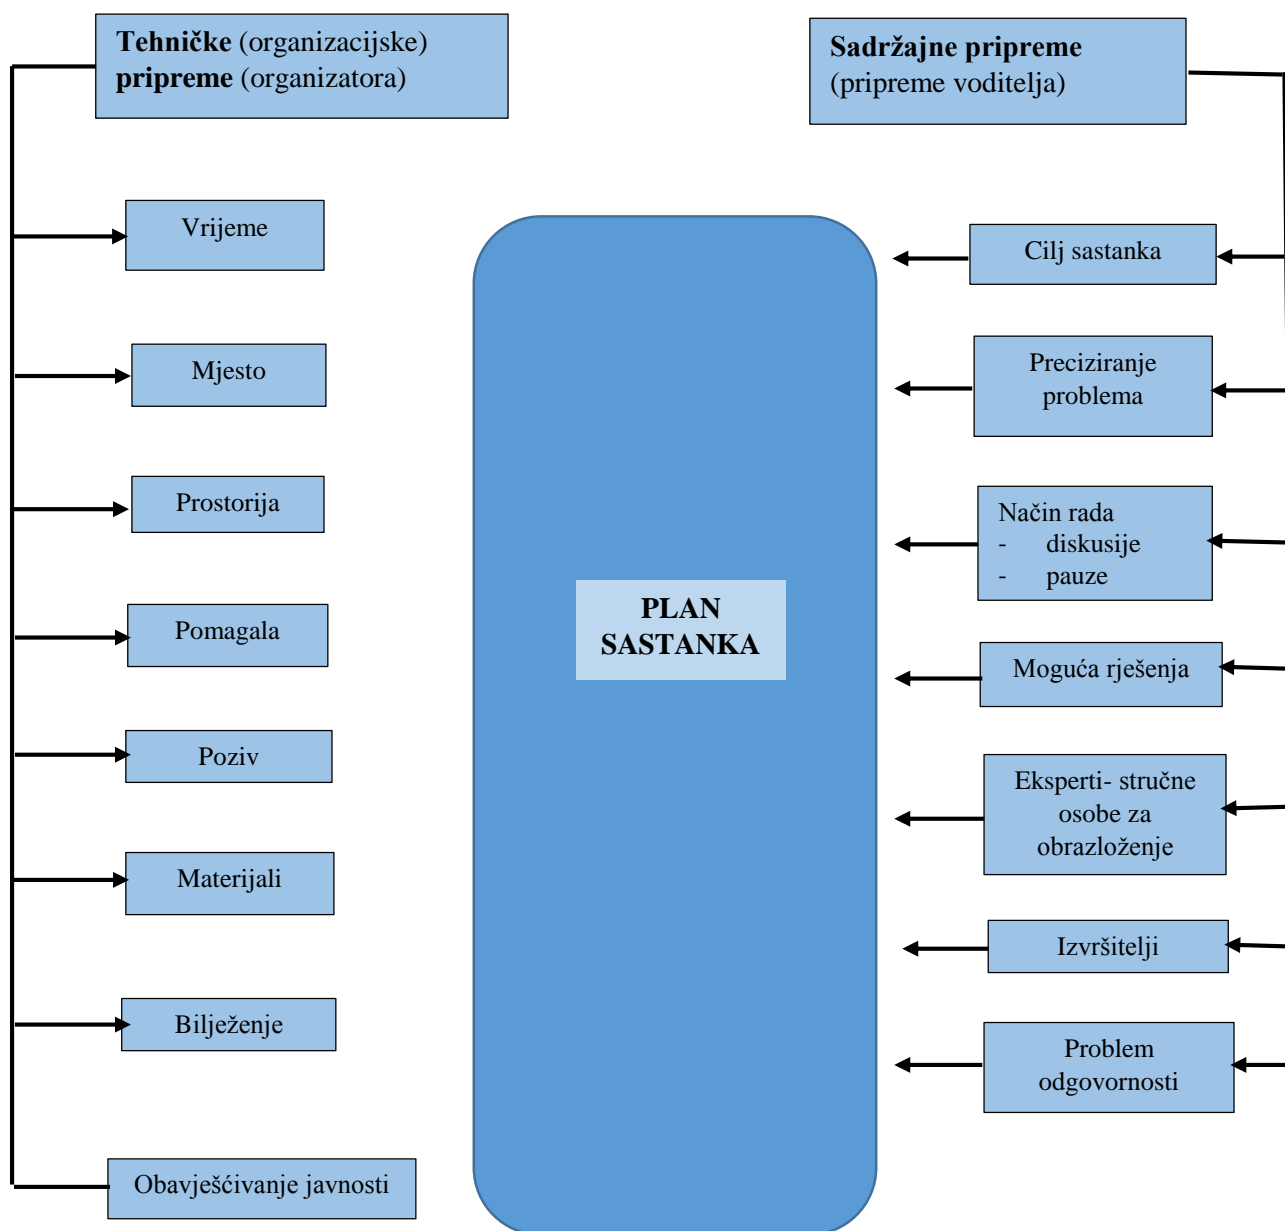 Tehničke (organizacijske)
pripreme (organizatora)
Sadržajne pripreme
(pripreme voditelja)
Vrijeme
Mjesto
Prostorija
Pomagala
Poziv
Materijali
Bilježenje
Obavješćivanje javnosti
PLAN
SASTANKA
Cilj sastanka
Preciziranje
problema
Način rada
- diskusije
- pauze
Moguća rješenja
Eksperti- stručne
osobe za
obrazloženje
Izvršitelji
Problem
odgovornosti